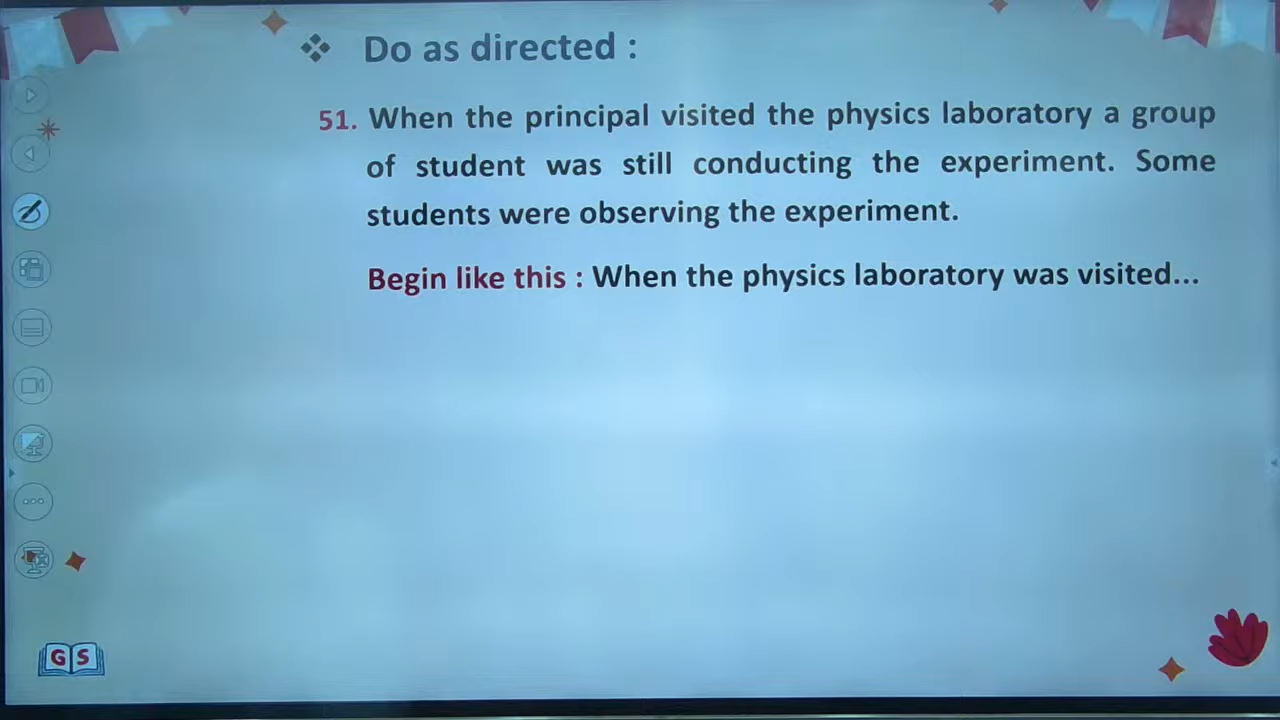 Do as directed :
51. When the principal visited the physics laboratory a group
of student was still conducting the experiment. Some
students were observing the experiment.
Begin like this : When the physics laboratory was visited...
G S